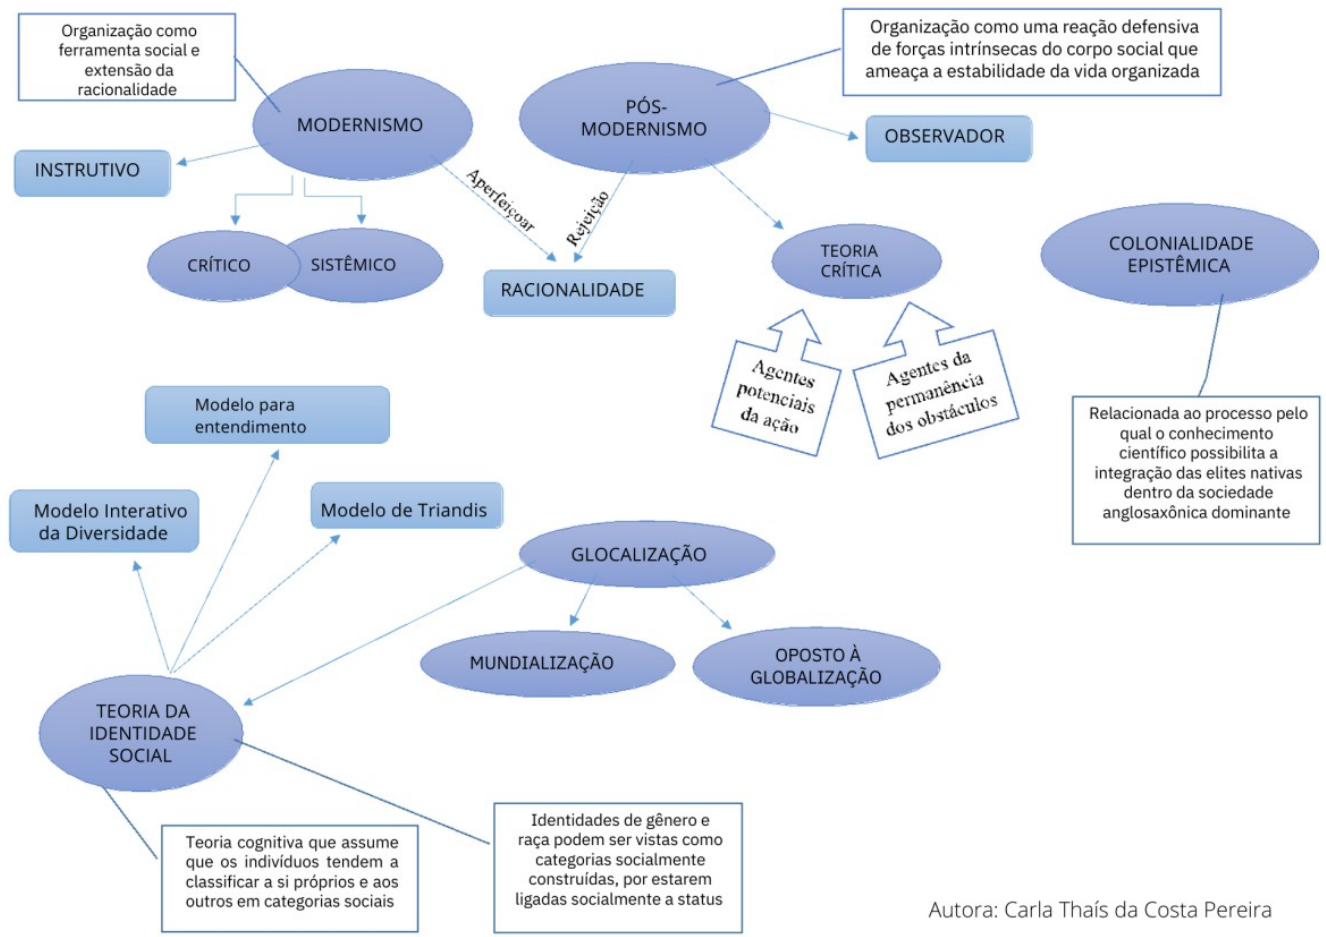 Organização como
ferramenta social e
extensão da
racionalidade
MODERNISMO
INSTRUTIVO
CRÍTICO
SISTÊMICO
Aperfeiçoar
Organização como uma reação defensiva
de forças intrínsecas do corpo social que
ameaça a estabilidade da vida organizada
PÓS-
MODERNISMO
OBSERVADOR
Rejeição
RACIONALIDADE
TEORIA
CRÍTICA
Agentes
potenciais
da ação
Agentes da
permanência
dos obstáculos
COLONIALIDADE
EPISTÊMICA
Relacionada ao processo pelo
qual o conhecimento
científico possibilita a
integração das elites nativas
dentro da sociedade
anglosaxônica dominante
Modelo para
entendimento
Modelo Interativo
da Diversidade
Modelo de Triandis
GLOCALIZAÇÃO
MUNDIALIZAÇÃO
OPOSTO À
GLOBALIZAÇÃO
TEORIA DA
IDENTIDADE
SOCIAL
Teoria cognitiva que assume
que os indivíduos tendem a
classificar a si próprios e aos
outros em categorias sociais
Identidades de gênero e
raça podem ser vistas como
categorias socialmente
construídas, por estarem
ligadas socialmente a status
Autora: Carla Thaís da Costa Pereira